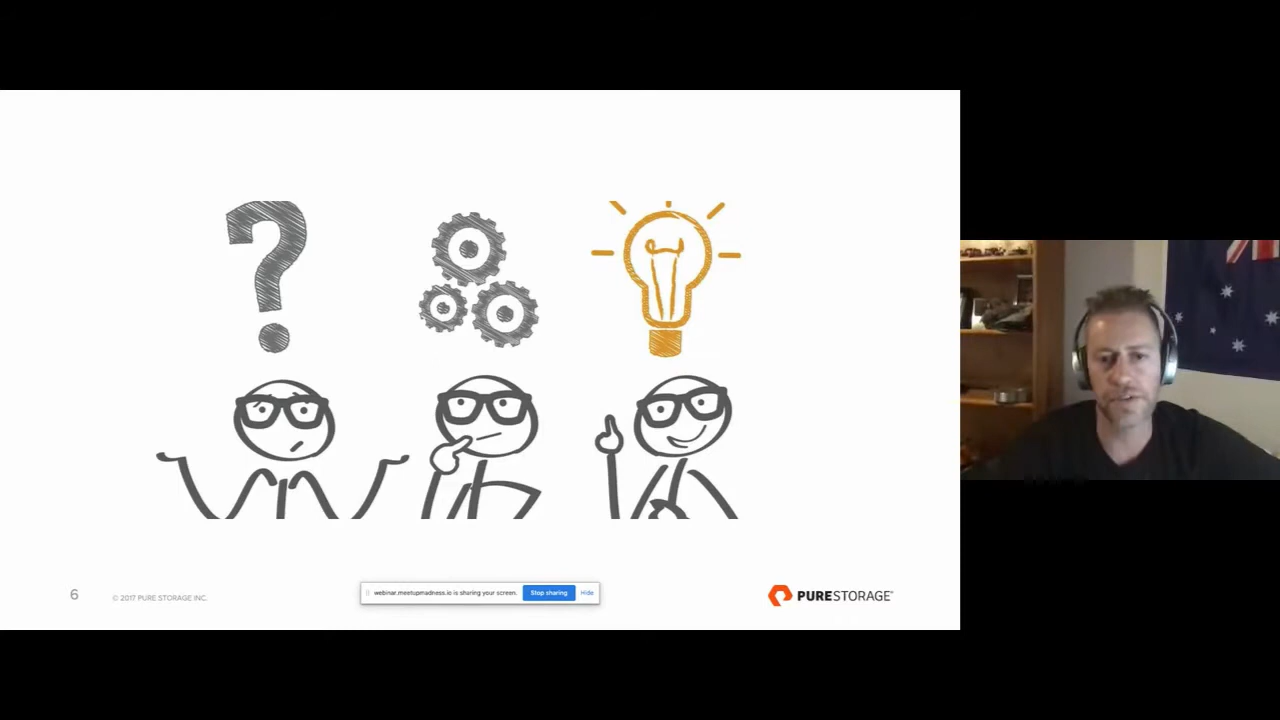 6
© 2017 PURE STORAGE INC.
webinar.meetupmadness.io is sharing your screen.
Stop sharing
Hide
PURESTORAGE®